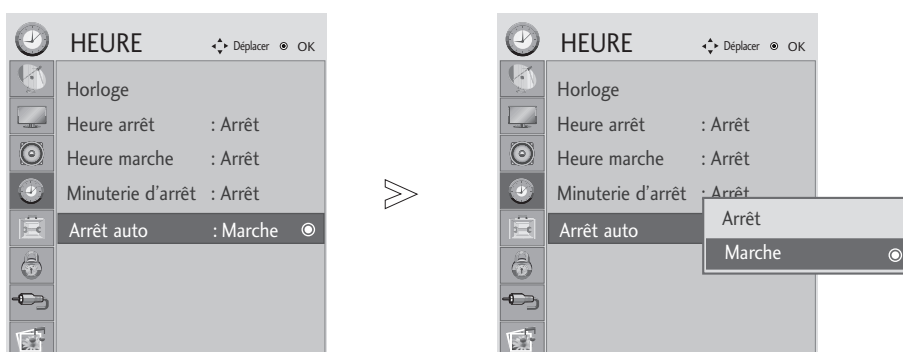 HEURE Déplacer OK
Horloge
Heure arrêt : Arrêt
Heure marche : Arrêt
Minuterie d'arrêt : Arrêt
Arrêt auto : Marche
>
HEURE Déplacer OK
Horloge
Heure arrêt : Arrêt
Heure marche : Arrêt
Minuterie d'arrêt : Arrêt
Arrêt auto
Arrêt
Marche